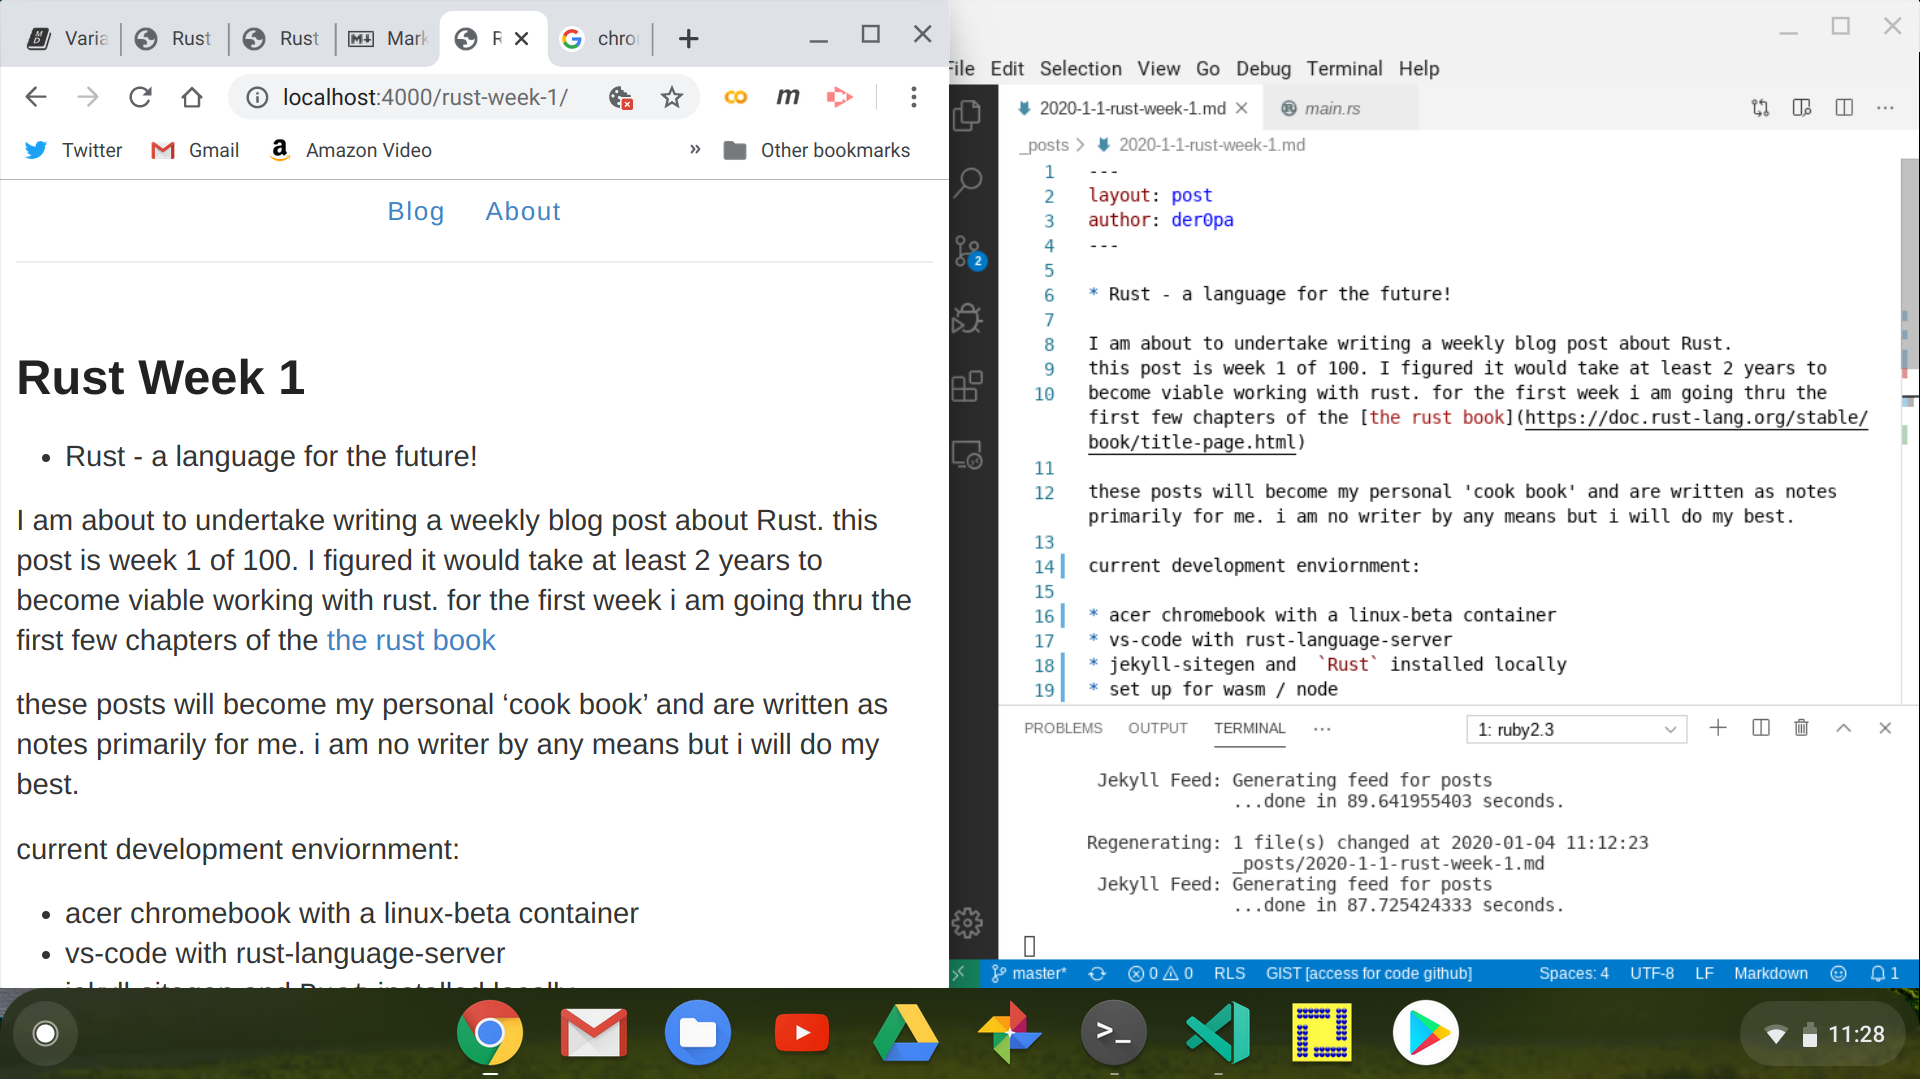 Varia
Rust
Rust
Mark
R
chro
localhost:4000/rust-week-1/
m
Twitter
Gmail
Amazon Video
»
Other bookmarks
Blog About
Rust Week 1
• Rust - a language for the future!
I am about to undertake writing a weekly blog post about Rust. this
post is week 1 of 100. I figured it would take at least 2 years to
become viable working with rust. for the first week i am going thru the
first few chapters of the the rust book
these posts will become my personal ‘cook book’ and are written as
notes primarily for me. i am no writer by any means but i will do my
best.
current development enviornment:
• acer chromebook with a linux-beta container
• vs-code with rust-language-server
• jekyll-sitegen and Rust installed locally
File Edit Selection View Go Debug Terminal Help
2020-1-1-rust-week-1.md
main.rs
_posts > 2020-1-1-rust-week-1.md
2
1 ---
2 layout: post
3 author: der0pa
4 ---
5
6 * Rust - a language for the future!
7
8 I am about to undertake writing a weekly blog post about Rust.
9 this post is week 1 of 100. I figured it would take at least 2 years to
10 become viable working with rust. for the first week i am going thru the
first few chapters of the [the rust book](https://doc.rust-lang.org/stable/
book/title-page.html)
11
12 these posts will become my personal 'cook book' and are written as notes
primarily for me. i am no writer by any means but i will do my best.
13
14 current development enviornment:
15
16 * acer chromebook with a linux-beta container
17 * vs-code with rust-language-server
18 * jekyll-sitegen and  `Rust` installed locally
19 * set up for wasm / node
PROBLEMS OUTPUT TERMINAL ···
1: ruby2.3
Jekyll Feed: Generating feed for posts
...done in 89.641955403 seconds.
Regenerating: 1 file(s) changed at 2020-01-04 11:12:23
_posts/2020-1-1-rust-week-1.md
Jekyll Feed: Generating feed for posts
...done in 87.725424333 seconds.
master* 0 0 RLS GIST [access for code github] Spaces: 4 UTF-8 LF Markdown 1
11:28